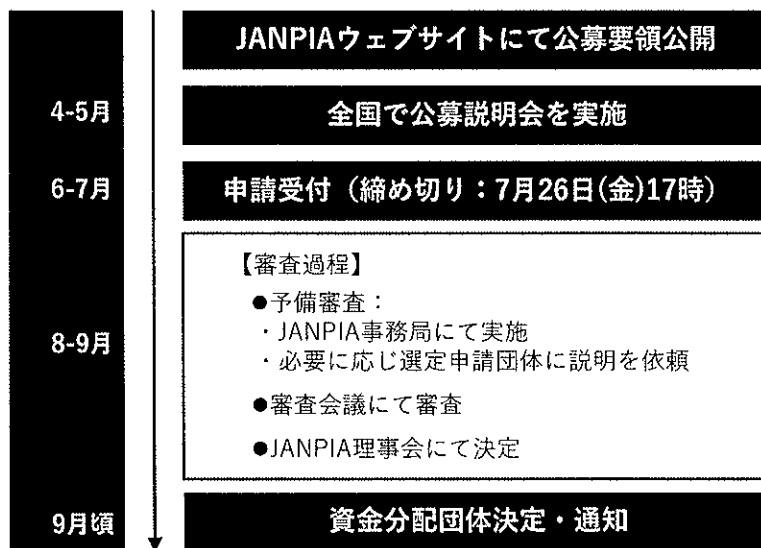 JANPIAウェブサイトにて公募要領公開
4-5月
全国で公募説明会を実施
6-7月
申請受付（締め切り：7月26日(金)17時）
8-9月
【審査過程】
●予備審査：
・JANPIA事務局にて実施
・必要に応じ選定申請団体に説明を依頼
●審査会議にて審査
●JANPIA理事会にて決定
9月頃
資金分配団体決定・通知